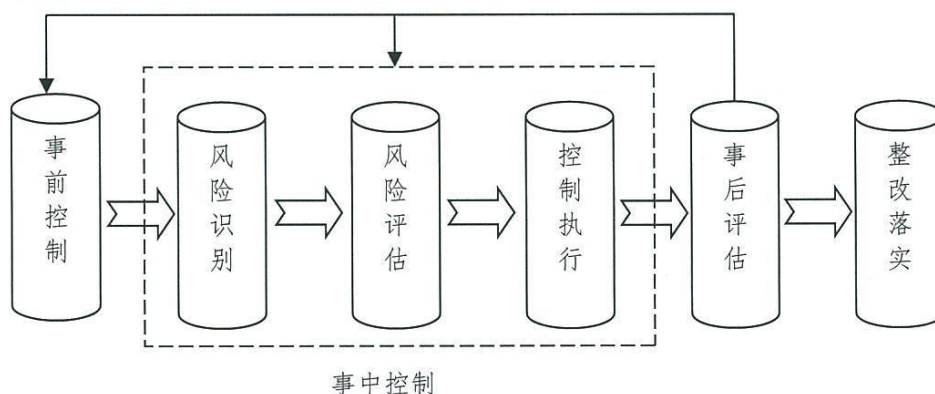 事前控制
风险识别
风险评估
控制执行
事后评估
整改落实
事中控制